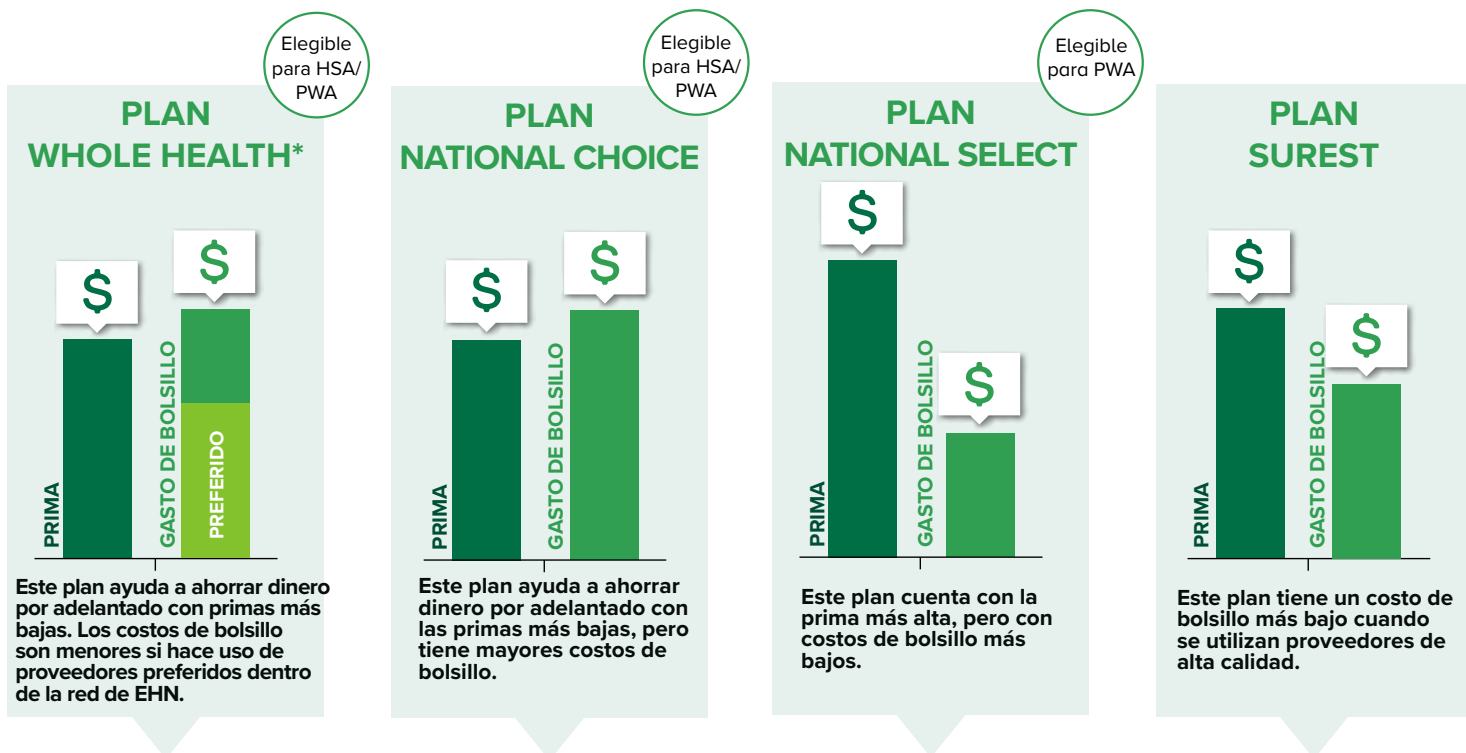 Elegible
para HSA/
PWA
PLAN
WHOLE HEALTH*
$
$
PRIMA
GASTO DE BOLSILLO
PREFERIDO
Este plan ayuda a ahorrar dinero
por adelantado con primas más
bajas. Los costos de bolsillo
son menores si hace uso de
proveedores preferidos dentro
de la red de EHN.
Elegible
para HSA/
PWA
PLAN
NATIONAL CHOICE
$
$
PRIMA
GASTO DE BOLSILLO
Este plan ayuda a ahorrar
dinero por adelantado con
las primas más bajas, pero
tiene mayores costos de
bolsillo.
Elegible
para PWA
PLAN
NATIONAL SELECT
$
$
PRIMA
GASTO DE BOLSILLO
Este plan cuenta con la
prima más alta, pero con
costos de bolsillo más
bajos.
PLAN
SUREST
$
$
PRIMA
GASTO DE BOLSILLO
Este plan tiene un costo de
bolsillo más bajo cuando
se utilizan proveedores de
alta calidad.